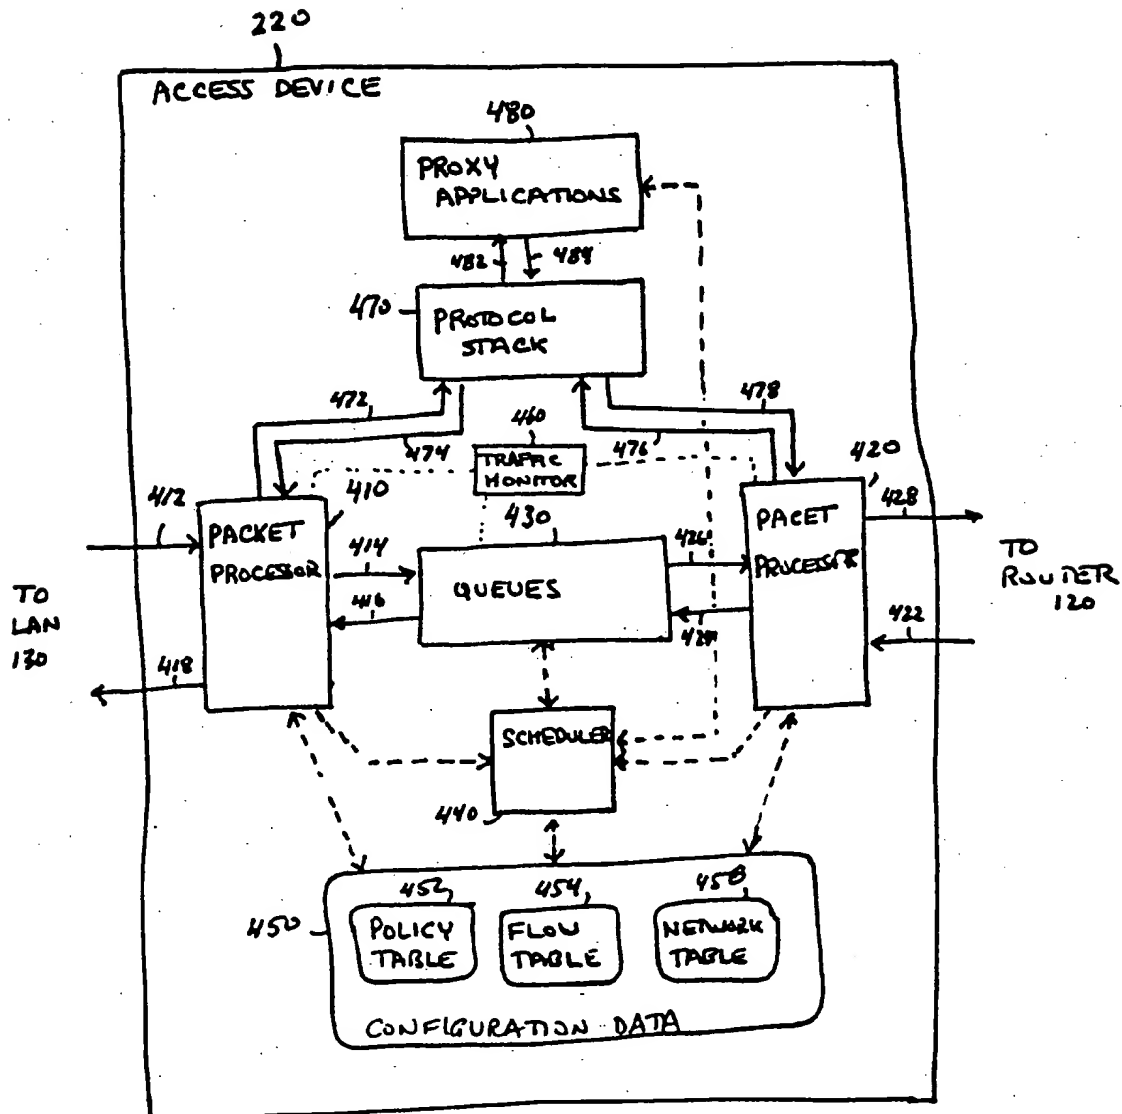 220
ACCESS DEVICE
480
PROXY
APPLICATIONS
482
484
470
PROTOCOL
STACK
472
474
460
TRAFFIC
MONITOR
476
478
412
410
PACKET
PROCESSOR
414
416
430
QUEUES
426
424
420
428
PACET
PROCESSOR
422
TO
LAN
130
418
TO
ROUTER
120
SCHEDULER
440
450
452
POLICY
TABLE
454
FLOW
TABLE
458
NETWORK
TABLE
CONFIGURATION DATA